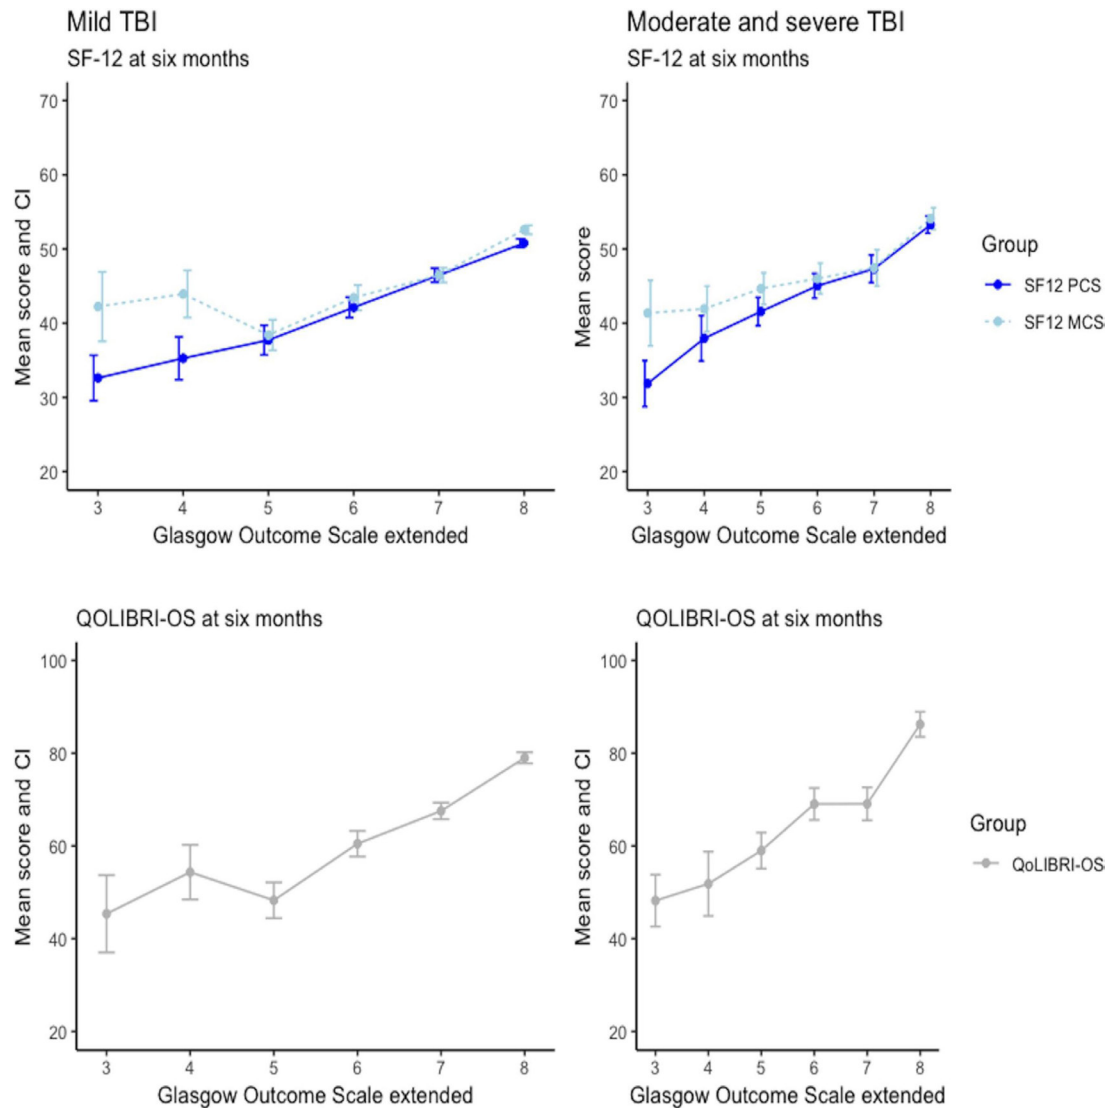 Mild TBI
SF-12 at six months
Mean score and CI
70
60
50
40
30
20
3 4 5 6 7 8
Glasgow Outcome Scale extended
Moderate and severe TBI
SF-12 at six months
Mean score
70
60
50
40
30
20
3 4 5 6 7 8
Glasgow Outcome Scale extended
Group
SF12 PCS
SF12 MCS
QOLIBRI-OS at six months
Mean score and CI
100
80
60
40
20
3 4 5 6 7 8
Glasgow Outcome Scale extended
QOLIBRI-OS at six months
Mean score and CI
100
80
60
40
20
3 4 5 6 7 8
Glasgow Outcome Scale extended
Group
QoLIBRI-OS